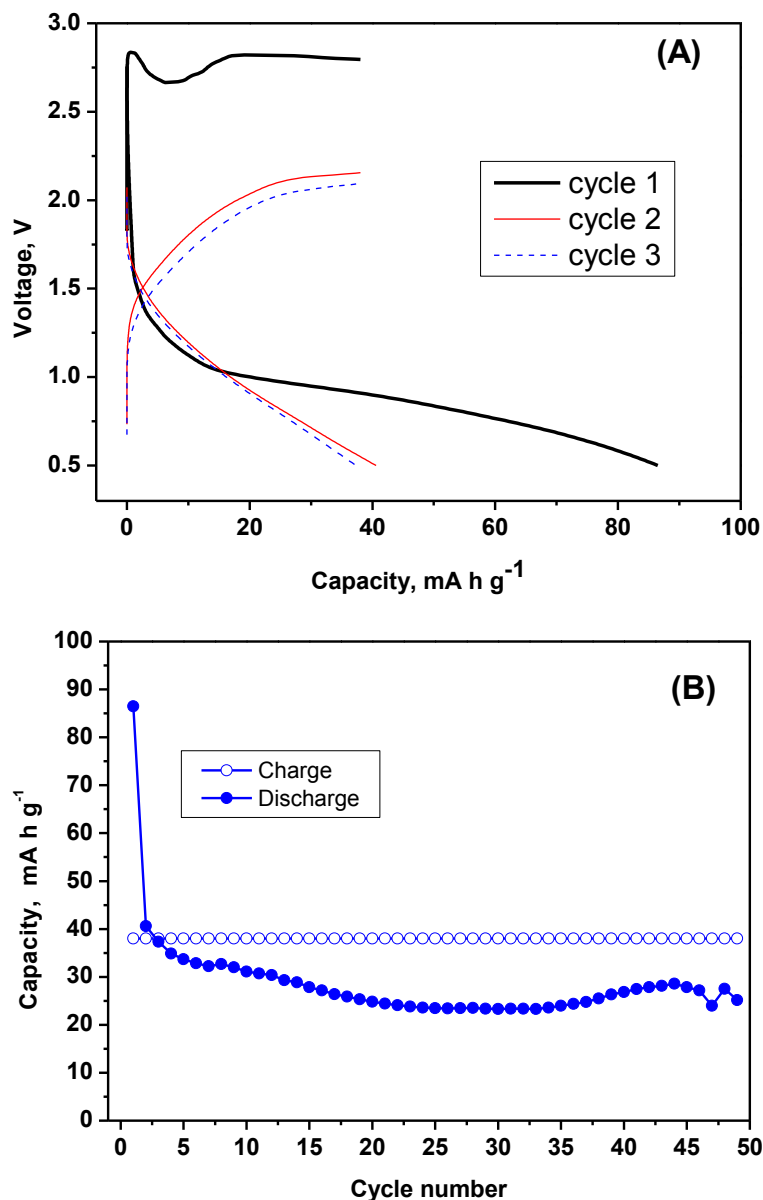 (A)
3.0
2.5
2.0
1.5
1.0
0.5
Voltage, V
cycle 1
cycle 2
cycle 3
0 20 40 60 80 100
Capacity, mA h g-1
(B)
100
90
80
70
60
50
40
30
20
10
0
Capacity, mA h g-1
Charge
Discharge
0 5 10 15 20 25 30 35 40 45 50
Cycle number